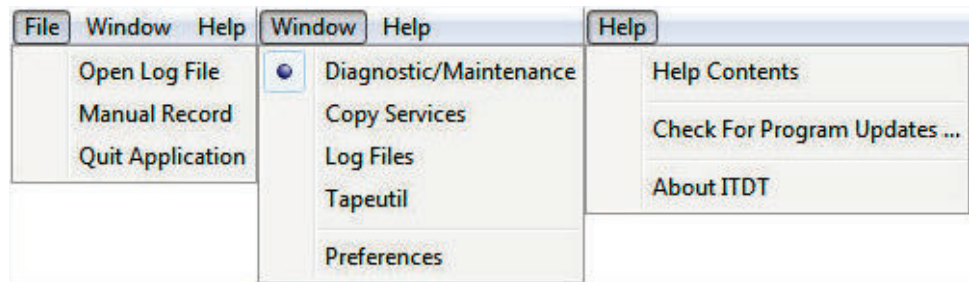 File Window Help
Open Log File
Manual Record
Quit Application
Window Help
Diagnostic/Maintenance
Copy Services
Log Files
Tapeutil
Preferences
Help
Help Contents
Check For Program Updates ...
About ITDT